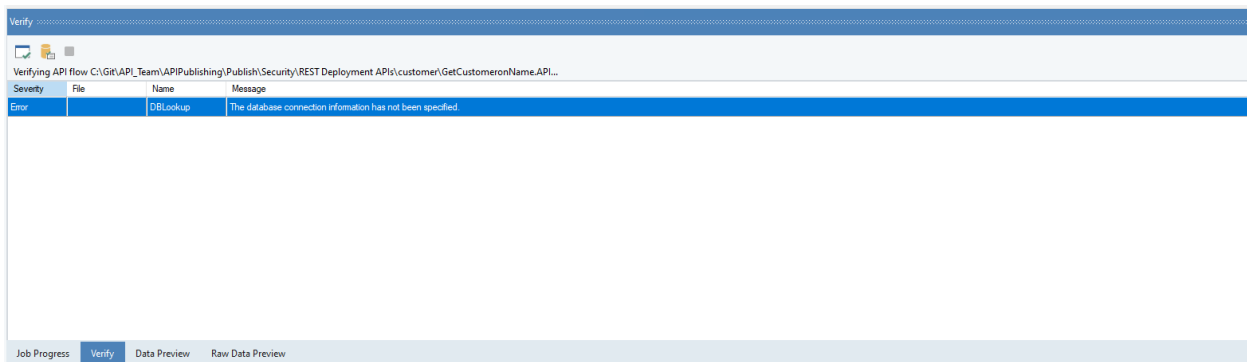 Verify
Verifying API flow C:\Git\API_Team\APIPublishing\Publish\Security\REST Deployment APIs\customer\GetCustomeronName.API...
Severity File Name Message
Error DBLookup The database connection information has not been specified.
Job Progress Verify Data Preview Raw Data Preview